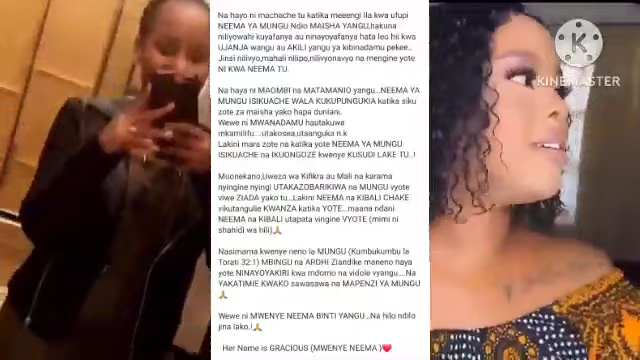 Na hayo ni machache tu katika meeengi Ila kwa ufupi
NEEMA YA MUNGU Ndio MAISHA YANGU,hakuna
niliyowahi kuyafanya au ninayoyafanya hata leo hii kwa
UJANJA wangu au AKILI yangu ya kibinadamu pekee..
Jinsi nilivyo,mahali nilipo,nilivyonavyo na mengine yote
NI KWA NEEMA TU.
Na haya ni MAOMBI na MATAMANIO yangu...NEEMA YA
MUNGU ISIKUACHE WALA KUKUPUNGUKIA katika siku
zote za maisha yako hapa duniani.
Wewe ni MWANADAMU hautakuwa
mkamilifu....utakosea,utaanguka n.k
Lakini mara zote na katika yote NEEMA YA MUNGU
ISIKUACHE na IKUONGOZE kwenye KUSUDI LAKE TU..!
Muonekano,Uwezo wa Kifikra au Mali na karama
nyingine nyingi UTAKAZOBARIKIWA na MUNGU vyote
viwe ZIADA yako tu...Lakini NEEMA na KIBALI CHAKE
vikutangulie KWANZA katika YOTE...maana ndani
NEEMA na KIBALI utapata vingine VYOTE (mimi ni
shahidi wa hili)🙏
Nasimama kwenye neno la MUNGU (Kumbukumbu la
Torati 32:1) MBINGU na ARDHI Ziandike maneno haya
yote NINAYOYAKIRI kwa mdomo na vidole vyangu....Na
YAKATIMIE KWAKO sawasawa na MAPENZI YA MUNGU
🙏
Wewe ni MWENYE NEEMA BINTI YANGU...Na hilo ndilo
jina lako.!🙏
Her Name is GRACIOUS (MWENYE NEEMA )❤️
KINEMASTER